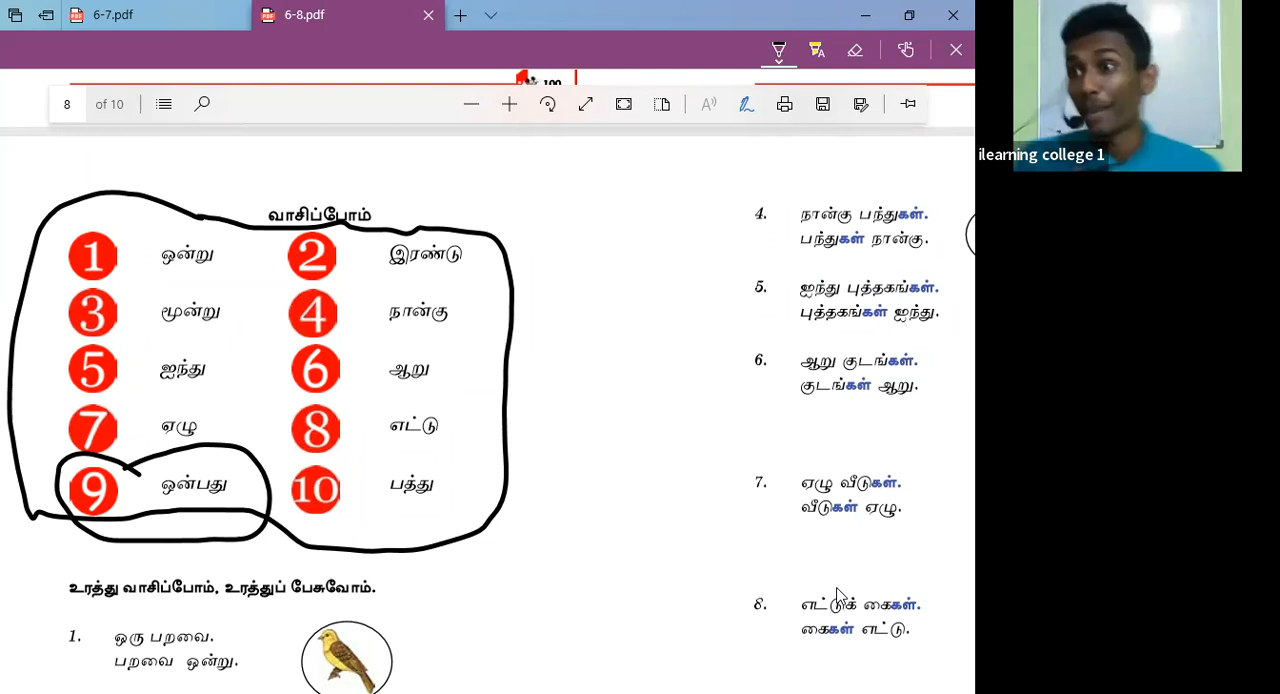 6-7.pdf
6-8.pdf
100
8 of 10
ilearning college 1
வாசிப்போம்
1 ஒன்று 2 இரண்டு
3 மூன்று 4 நான்கு
5 ஐந்து 6 ஆறு
7 ஏழு 8 எட்டு
9 ஒன்பது 10 பத்து
உரத்து வாசிப்போம், உரத்துப் பேசுவோம்.
1. ஒரு பறவை.
பறவை ஒன்று.
4. நான்கு பந்துகள்.
பந்துகள் நான்கு.
5. ஐந்து புத்தகங்கள்.
புத்தகங்கள் ஐந்து.
6. ஆறு குடங்கள்.
குடங்கள் ஆறு.
7. ஏழு வீடுகள்.
வீடுகள் ஏழு.
8. எட்டுக் கைகள்.
கைகள் எட்டு.